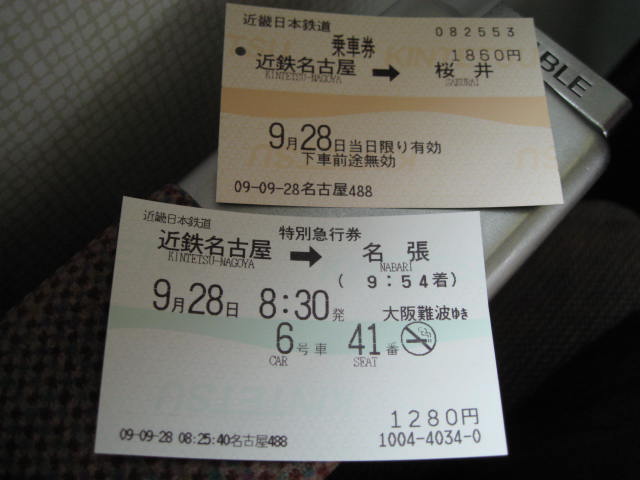 近畿日本鉄道
082553
乗車券
1860円
近鉄名古屋 ➡ 桜井
KINTETSU-NAGOYA SAKURAI
9月28日当日限り有効
下車前途無効
09-09-28名古屋488
ABLE
近畿日本鉄道
特別急行券
近鉄名古屋 ➡ 名張
KINTETSU-NAGOYA NABARI
(9:54着)
9月28日 8:30発 大阪難波ゆき
6号車 41番
CAR SEAT
1280円
09-09-28 08:25:40名古屋488 1004-4034-0